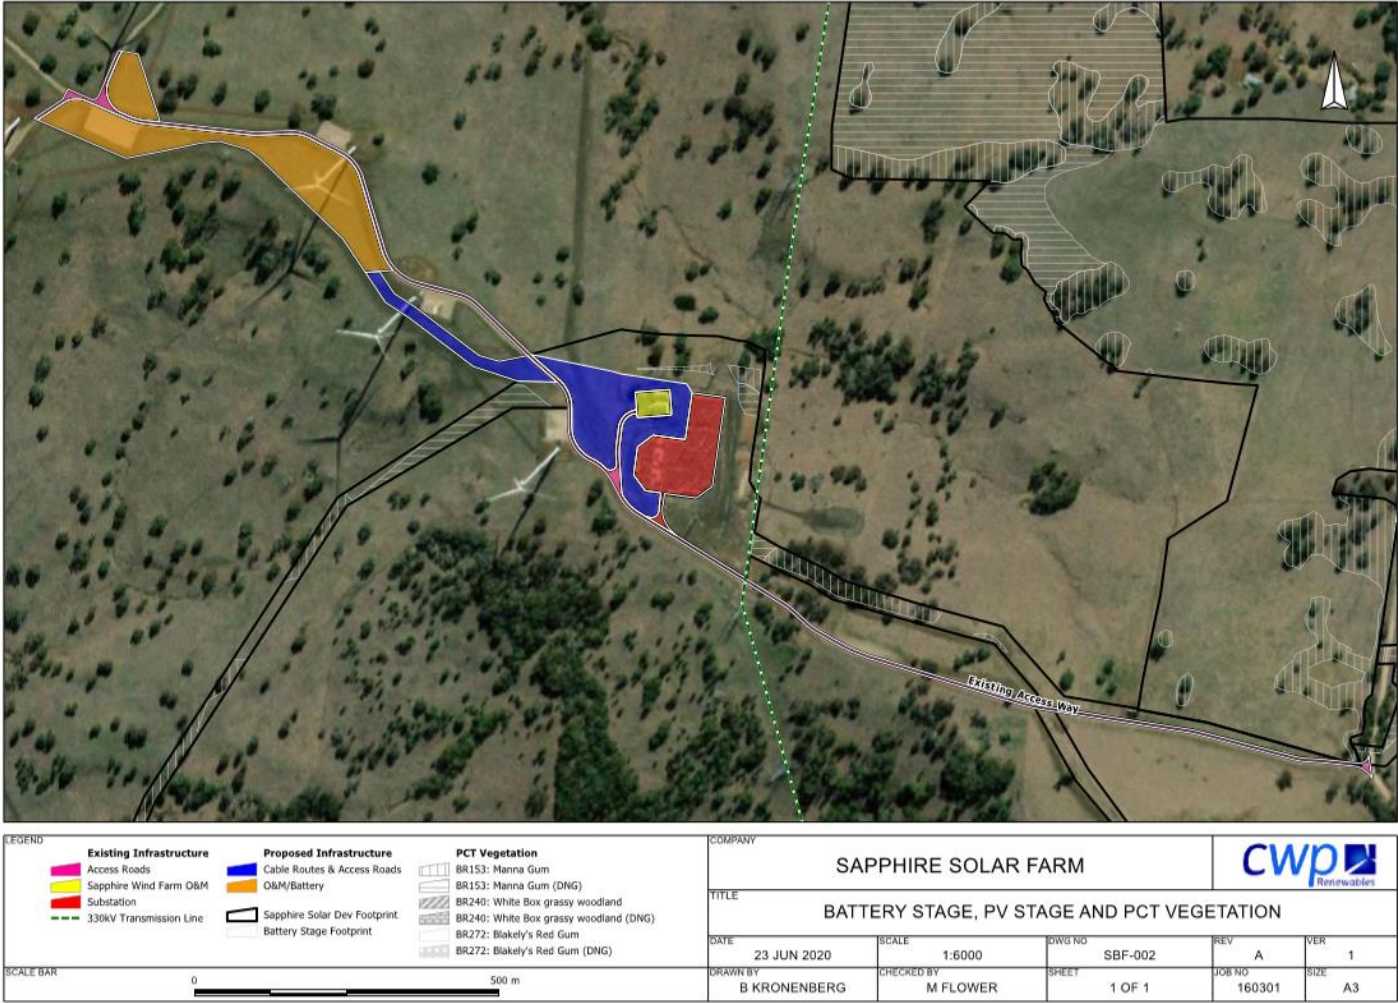 Existing Access Way
LEGEND
Existing Infrastructure
Access Roads
Sapphire Wind Farm O&M
Substation
330kV Transmission Line
Proposed Infrastructure
Cable Routes & Access Roads
O&M/Battery
Sapphire Solar Dev Footprint
Battery Stage Footprint
PCT Vegetation
BR153: Manna Gum
BR153: Manna Gum (DNG)
BR240: White Box grassy woodland
BR240: White Box grassy woodland (DNG)
BR272: Blakely's Red Gum
BR272: Blakely's Red Gum (DNG)
SCALE BAR
0 500 m
COMPANY
SAPPHIRE SOLAR FARM
cwp
Renewables
TITLE
BATTERY STAGE, PV STAGE AND PCT VEGETATION
DATE
23 JUN 2020
SCALE
1:6000
DWG NO
SBF-002
REV
A
VER
1
DRAWN BY
B KRONENBERG
CHECKED BY
M FLOWER
SHEET
1 OF 1
JOB NO
160301
SIZE
A3